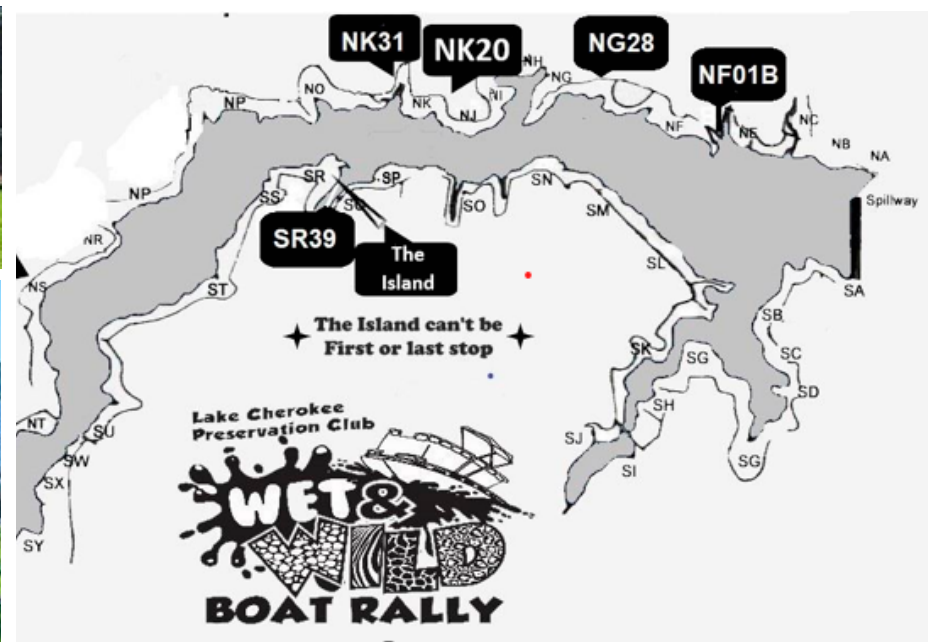 NK31
NK20
NG28
NF01B
NO
NK
NJ
NI
NH
NG
NF
NE
NC
NB
NA
NP
NP
NR
NS
NT
Spillway
SA
SB
SC
SD
SG
SG
SH
SI
SJ
SK
SL
SM
SN
SO
SP
SR
SS
ST
SU
SW
SX
SY
SR39
The
Island
The Island can't be
First or last stop
Lake Cherokee
Preservation Club
WET &
WILD
BOAT RALLY